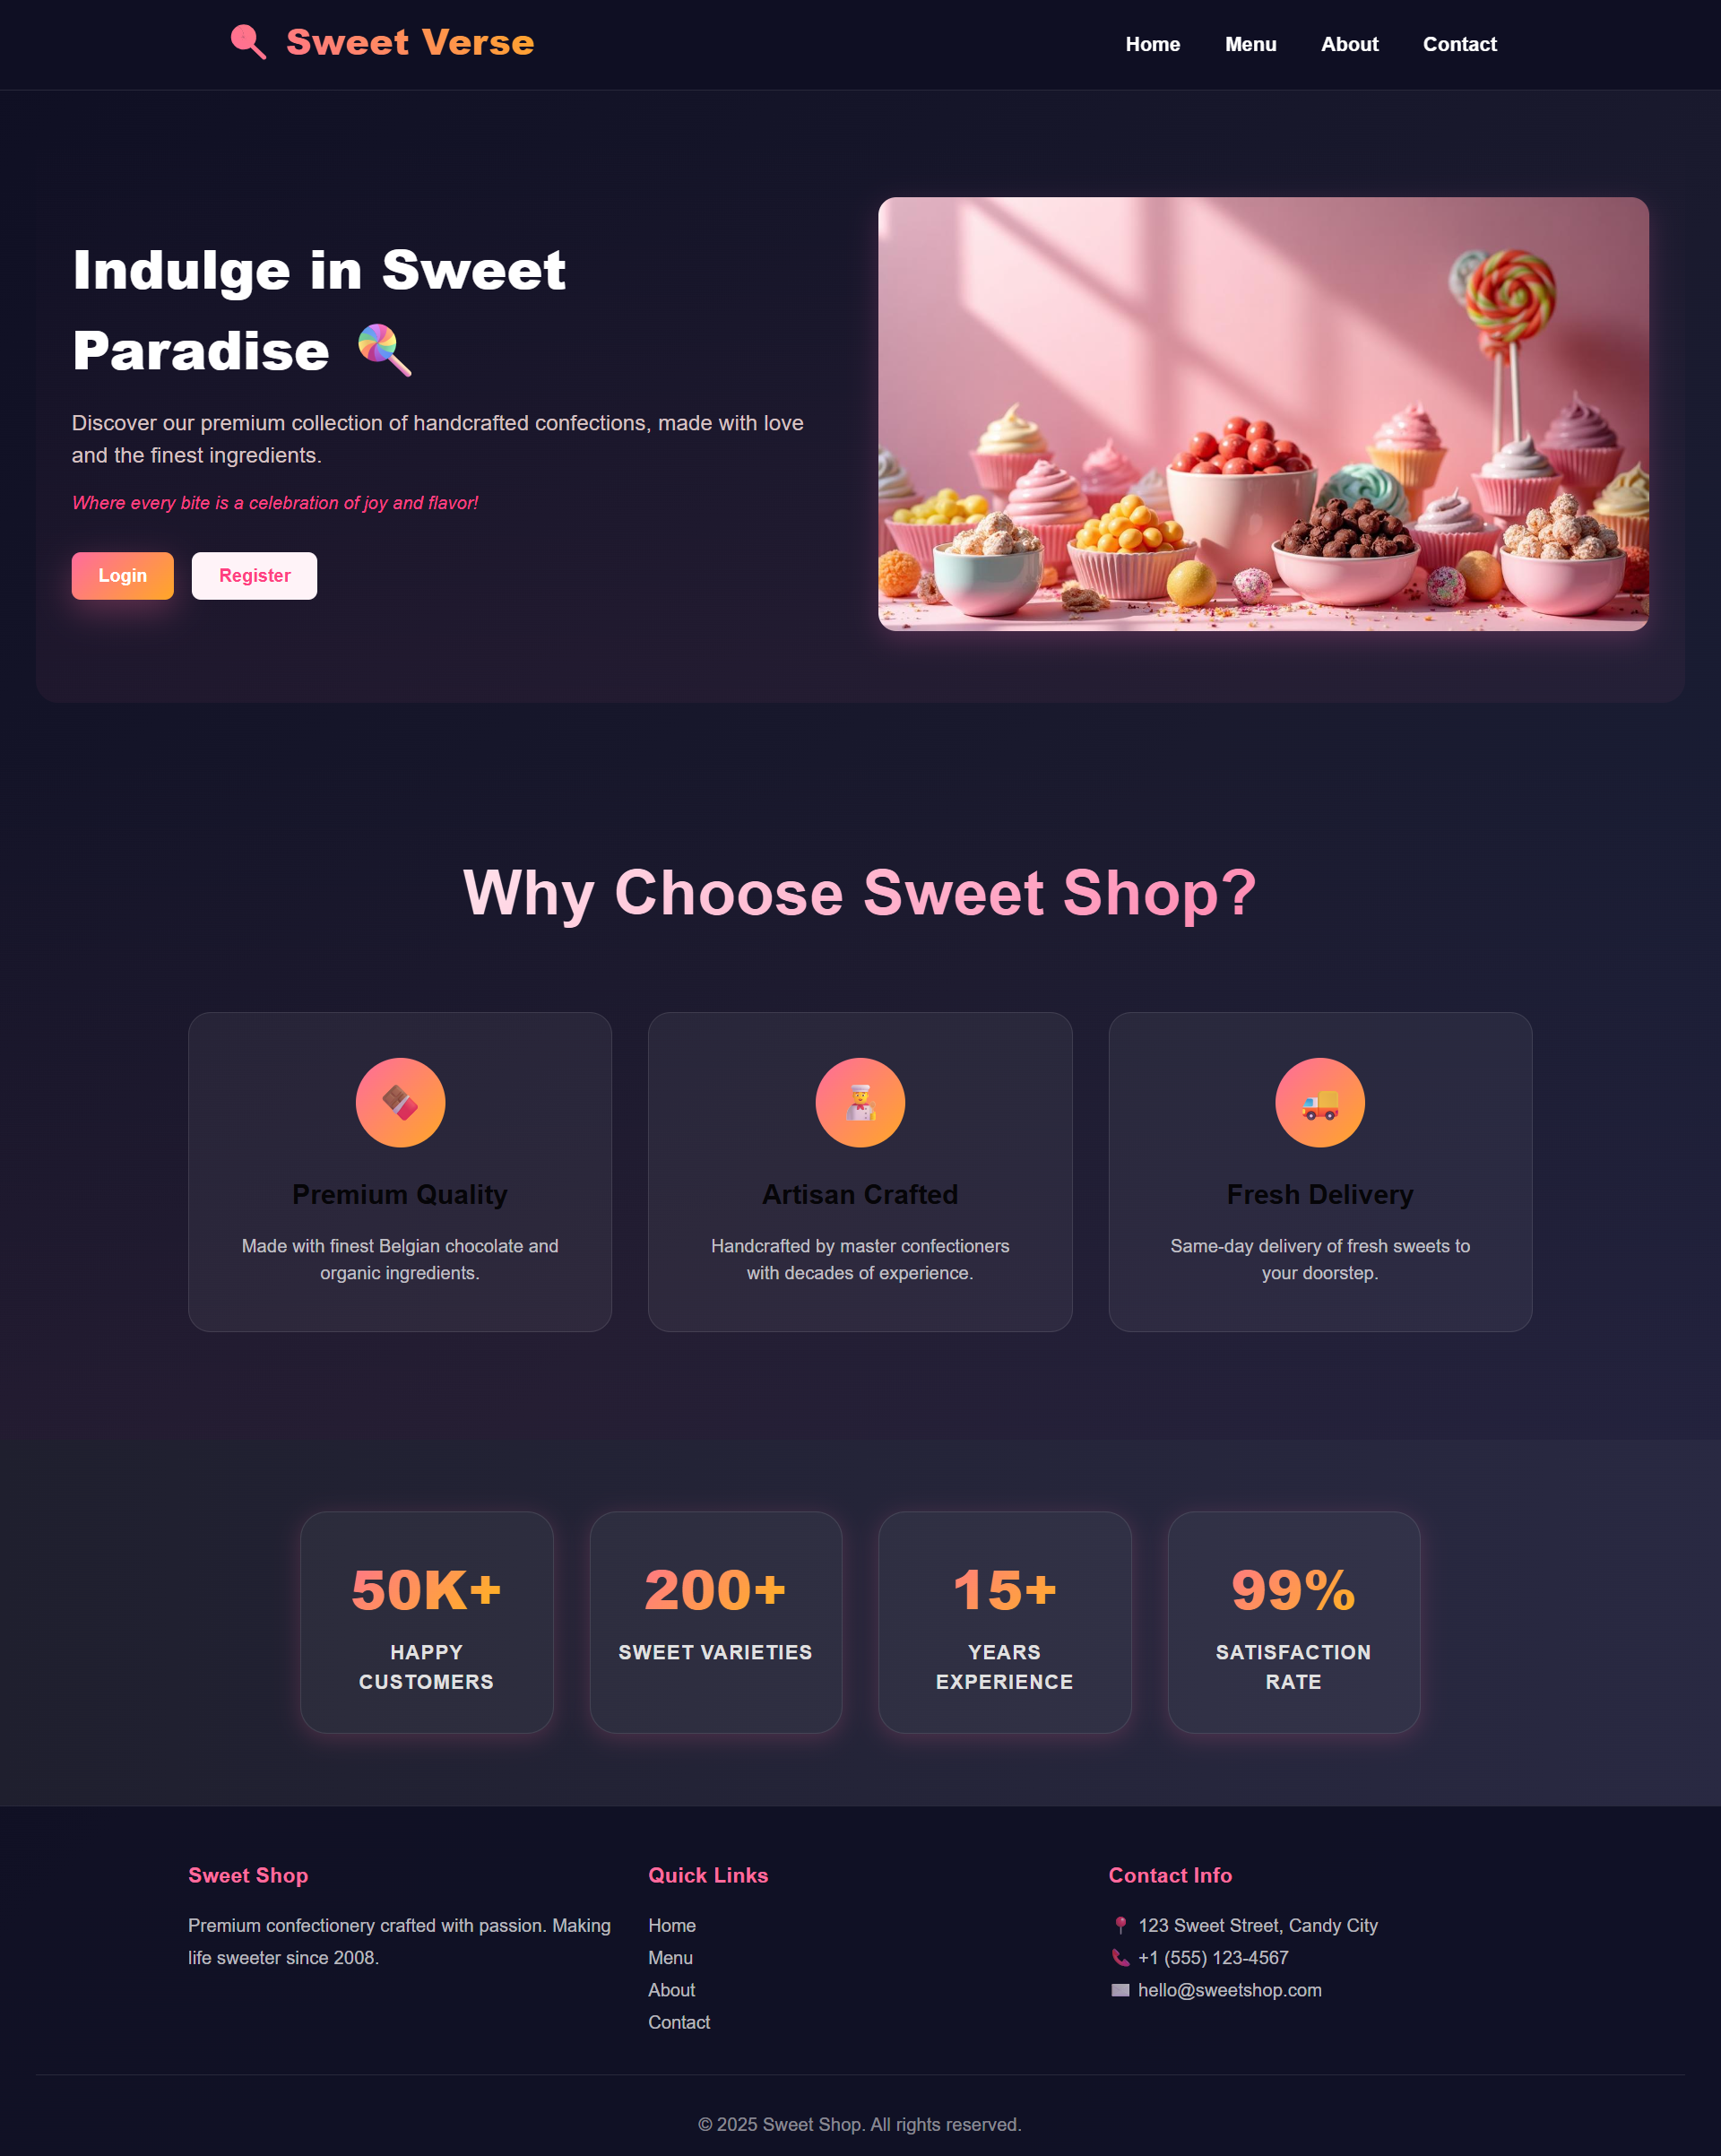 Sweet Verse
Home
Menu
About
Contact
Indulge in Sweet
Paradise
Discover our premium collection of handcrafted confections, made with love
and the finest ingredients.
Where every bite is a celebration of joy and flavor!
Login
Register
Why Choose Sweet Shop?
Premium Quality
Made with finest Belgian chocolate and
organic ingredients.
Artisan Crafted
Handcrafted by master confectioners
with decades of experience.
Fresh Delivery
Same-day delivery of fresh sweets to
your doorstep.
50K+
HAPPY
CUSTOMERS
200+
SWEET VARIETIES
15+
YEARS
EXPERIENCE
99%
SATISFACTION
RATE
Sweet Shop
Premium confectionery crafted with passion. Making
life sweeter since 2008.
Quick Links
Home
Menu
About
Contact
Contact Info
123 Sweet Street, Candy City
+1 (555) 123-4567
hello@sweetshop.com
© 2025 Sweet Shop. All rights reserved.